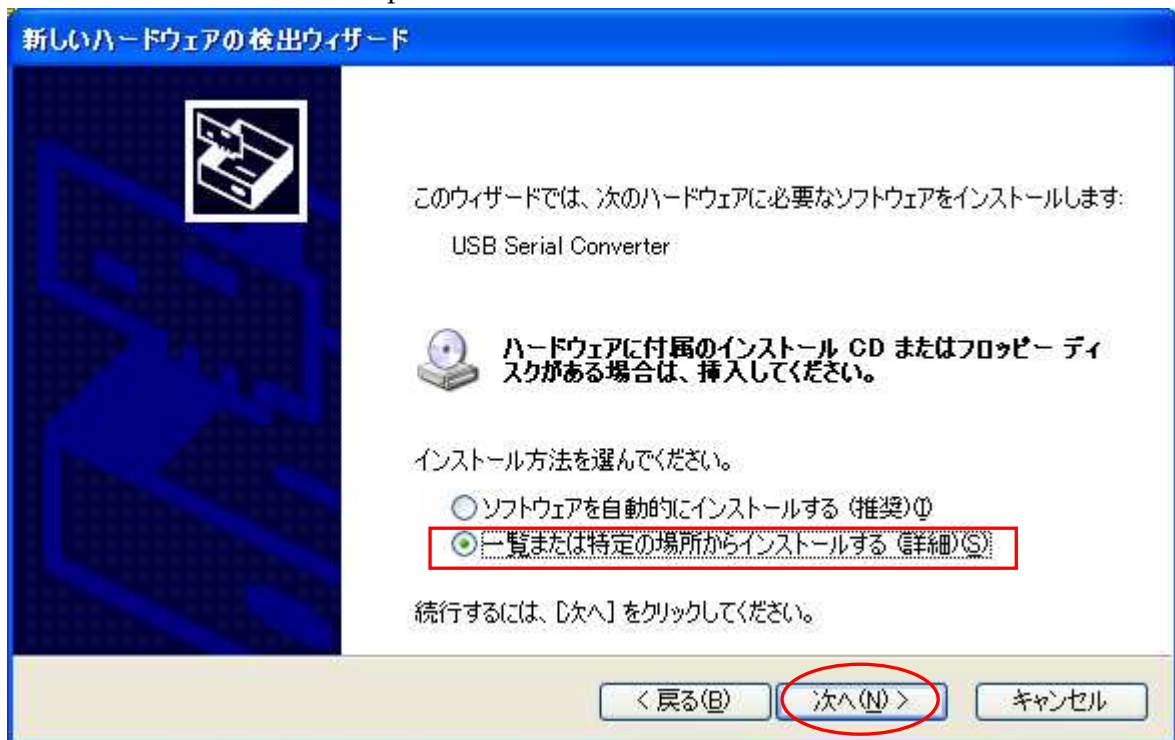 新しいハードウェアの検出ウィザード
このウィザードでは、次のハードウェアに必要なソフトウェアをインストールします:
USB Serial Converter
ハードウェアに付属のインストール CD またはフロッピー ディ
スクがある場合は、挿入してください。
インストール方法を選んでください。
ソフトウェアを自動的にインストールする (推奨)(I)
一覧または特定の場所からインストールする (詳細)(S)
続行するには、[次へ] をクリックしてください。
< 戻る(B) 次へ(N) > キャンセル